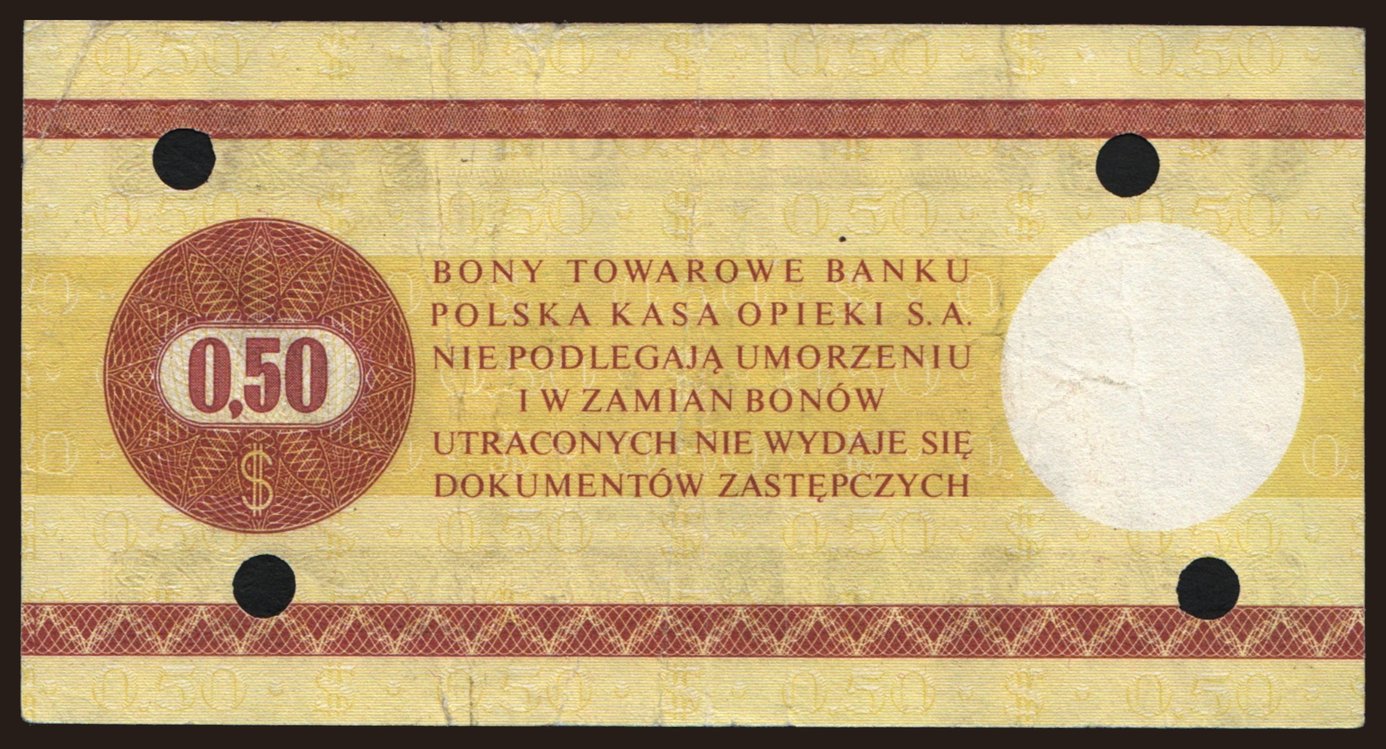 BONY TOWAROWE BANKU
POLSKA KASA OPIEKI S.A.
NIE PODLEGAJĄ UMORZENIU
I W ZAMIAN BONÓW
UTRACONYCH NIE WYDAJE SIĘ
DOKUMENTÓW ZASTĘPCZYCH
0,50
$